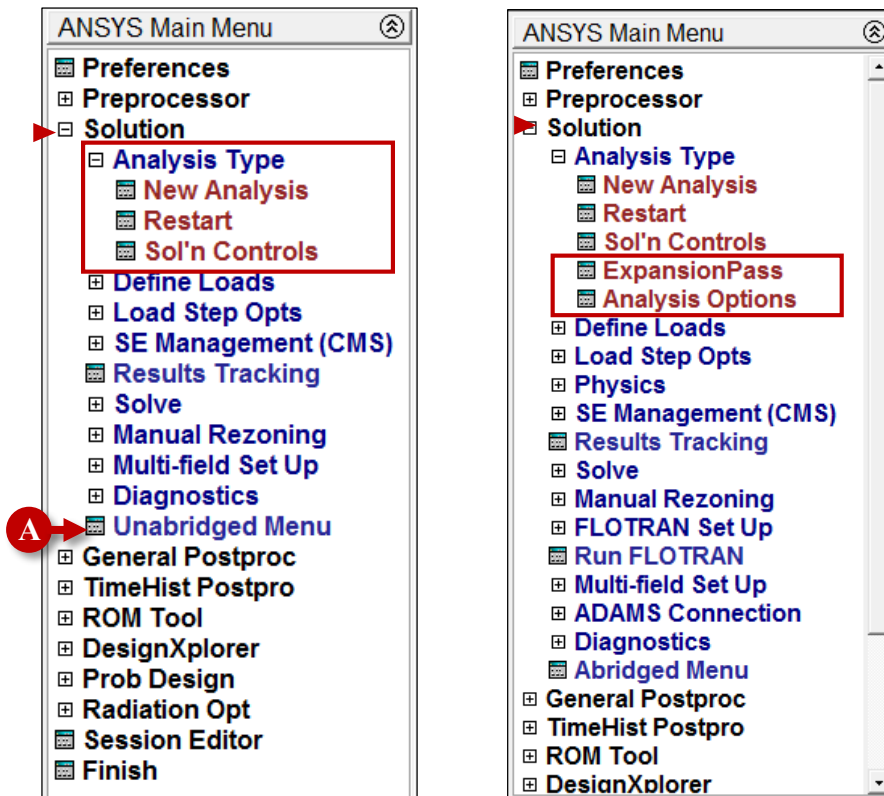 ANSYS Main Menu
Preferences
Preprocessor
Solution
Analysis Type
New Analysis
Restart
Sol'n Controls
Define Loads
Load Step Opts
SE Management (CMS)
Results Tracking
Solve
Manual Rezoning
Multi-field Set Up
Diagnostics
A
Unabridged Menu
General Postproc
TimeHist Postpro
ROM Tool
DesignXplorer
Prob Design
Radiation Opt
Session Editor
Finish
ANSYS Main Menu
Preferences
Preprocessor
Solution
Analysis Type
New Analysis
Restart
Sol'n Controls
ExpansionPass
Analysis Options
Define Loads
Load Step Opts
Physics
SE Management (CMS)
Results Tracking
Solve
Manual Rezoning
FLOTRAN Set Up
Run FLOTRAN
Multi-field Set Up
ADAMS Connection
Diagnostics
Abridged Menu
General Postproc
TimeHist Postpro
ROM Tool
DesignXplorer